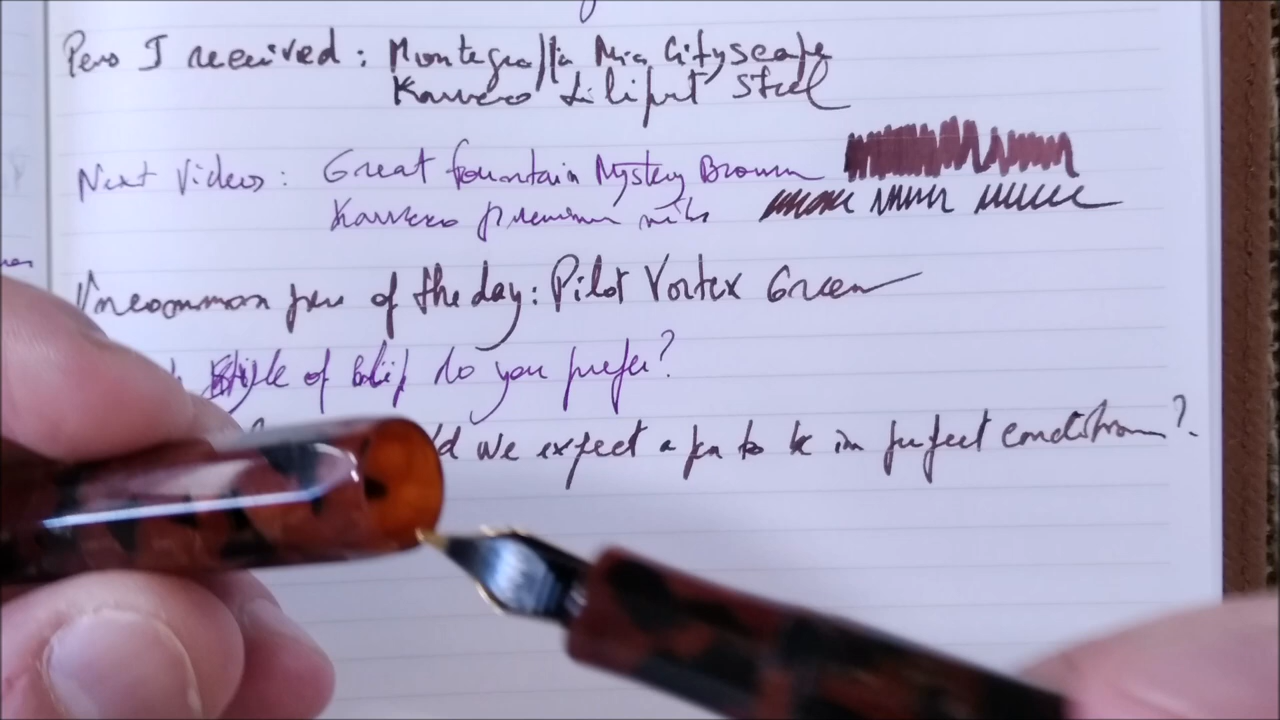 Pens I received: Montegrappa Mia Cityscape
Kaweco Liliput Steel
Next Videos: Great fountain Mystery Brown
Kaweco premium nibs
Uncommon pen of the day: Pilot Vortex Green
style of clip do you prefer?
we expect a pen to be in perfect condition?